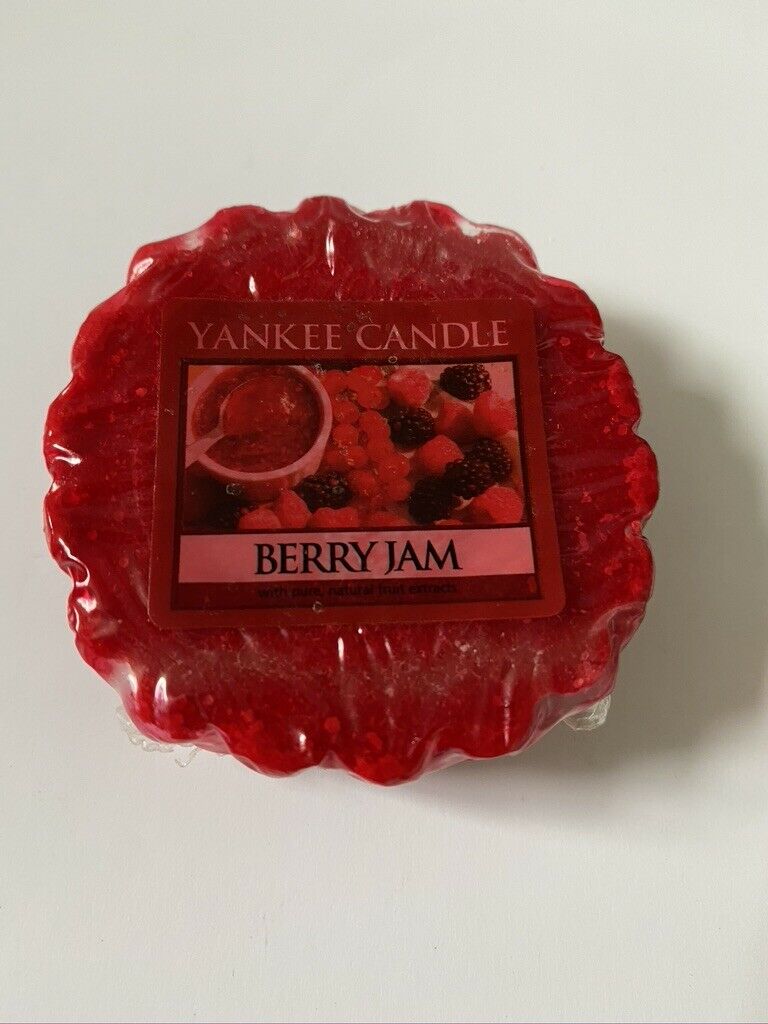 YANKEE CANDLE
BERRY JAM
with pure, natural fruit extracts